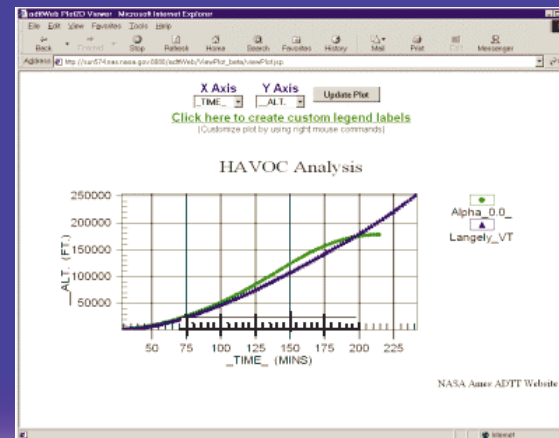 adttWeb Plot2D Viewer - Microsoft Internet Explorer
File Edit View Favorites Tools Help
Back Forward Stop Refresh Home Search Favorites History Mail Print Edit Messenger
Address
X Axis Y Axis
_TIME_ __ALT. Update Plot
Click here to create custom legend labels
(Customize plot by using right mouse commands)
HAVOC Analysis
250000
200000
150000
100000
50000
__ALT. (FT.)
50 75 100 125 150 175 200 225
_TIME_ (MINS)
Alpha_0.0_
Langely_VT
NASA Ames ADTT Website
Internet